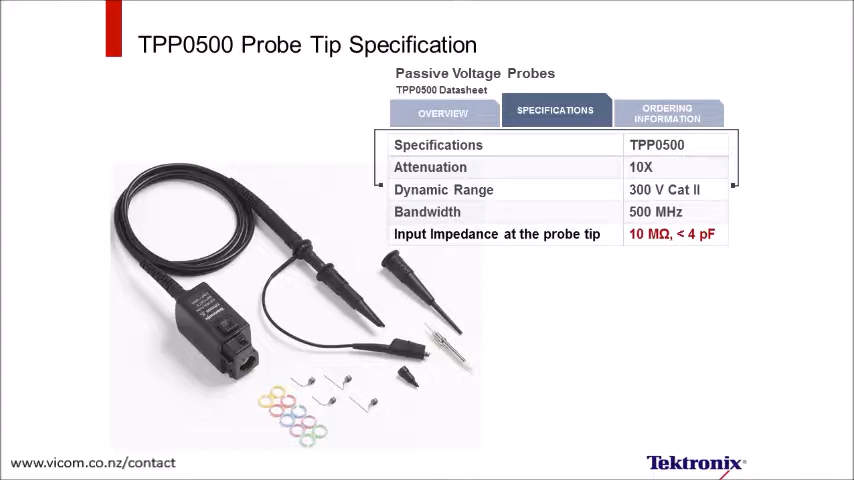 TPP0500 Probe Tip Specification
Passive Voltage Probes
TPP0500 Datasheet
OVERVIEW
SPECIFICATIONS
ORDERING
INFORMATION
Specifications TPP0500
Attenuation 10X
Dynamic Range 300 V Cat II
Bandwidth 500 MHz
Input Impedance at the probe tip 10 MΩ, < 4 pF
www.vicom.co.nz/contact
Tektronix®